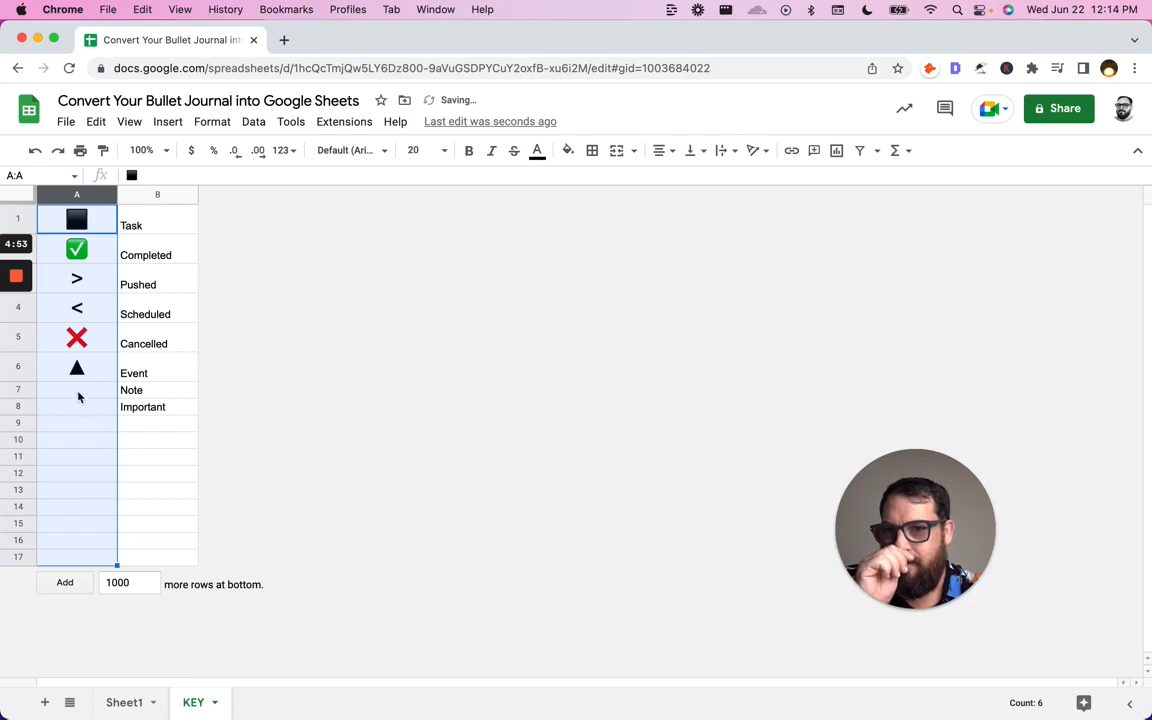 Chrome File Edit View History Bookmarks Profiles Tab Window Help Wed Jun 22 12:14 PM
Convert Your Bullet Journal int
docs.google.com/spreadsheets/d/1hcQcTmjQw5LY6Dz800-9aVuGSDPYCuY2oxfB-xu6i2M/edit#gid=1003684022
Convert Your Bullet Journal into Google Sheets Saving...
File Edit View Insert Format Data Tools Extensions Help Last edit was seconds ago
Share
100% $ % .0 .00 123 Default (Ari... 20 B I S A
A:A fx ⬛
A B
1 ⬛ Task
4:53
✅ Completed
> Pushed
4 < Scheduled
5 ❌ Cancelled
6 ▲ Event
7 Note
8 Important
9
10
11
12
13
14
15
16
17
Add 1000 more rows at bottom.
+ Sheet1 KEY Count: 6